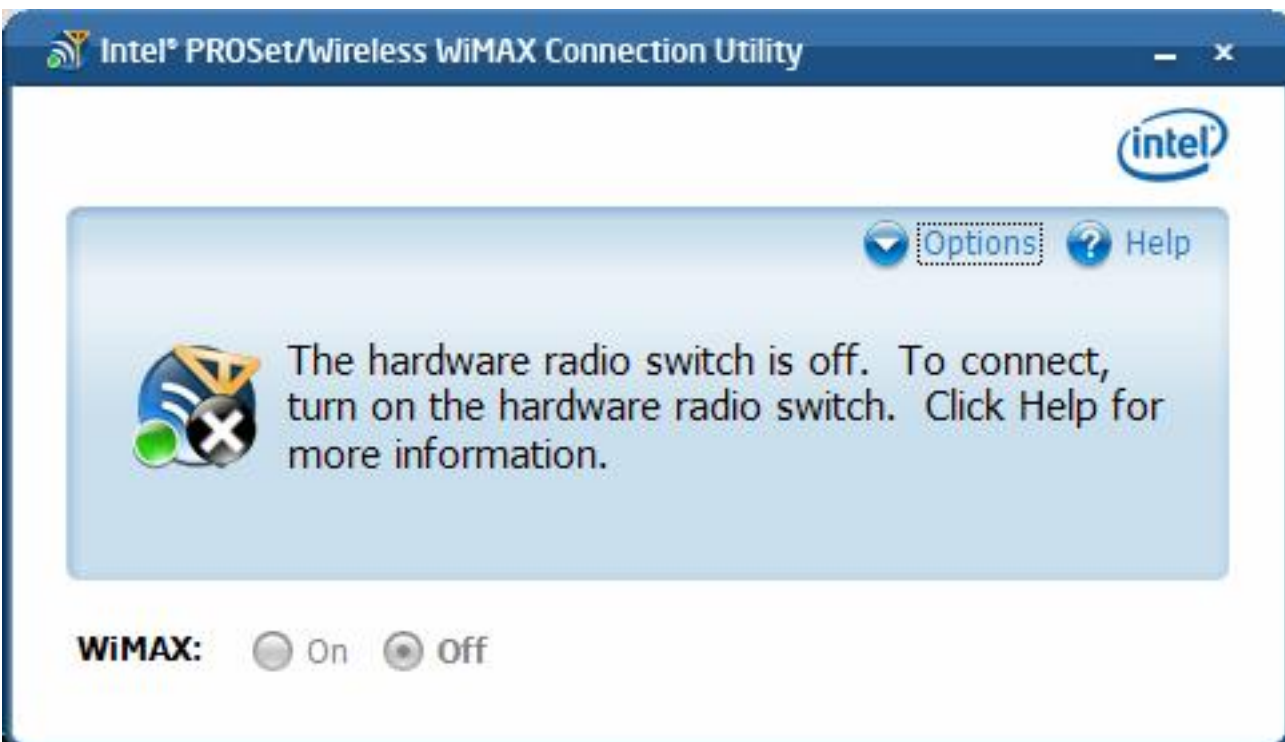 Intel® PROSet/Wireless WiMAX Connection Utility
intel
Options Help
The hardware radio switch is off. To connect,
turn on the hardware radio switch. Click Help for
more information.
WiMAX: On Off